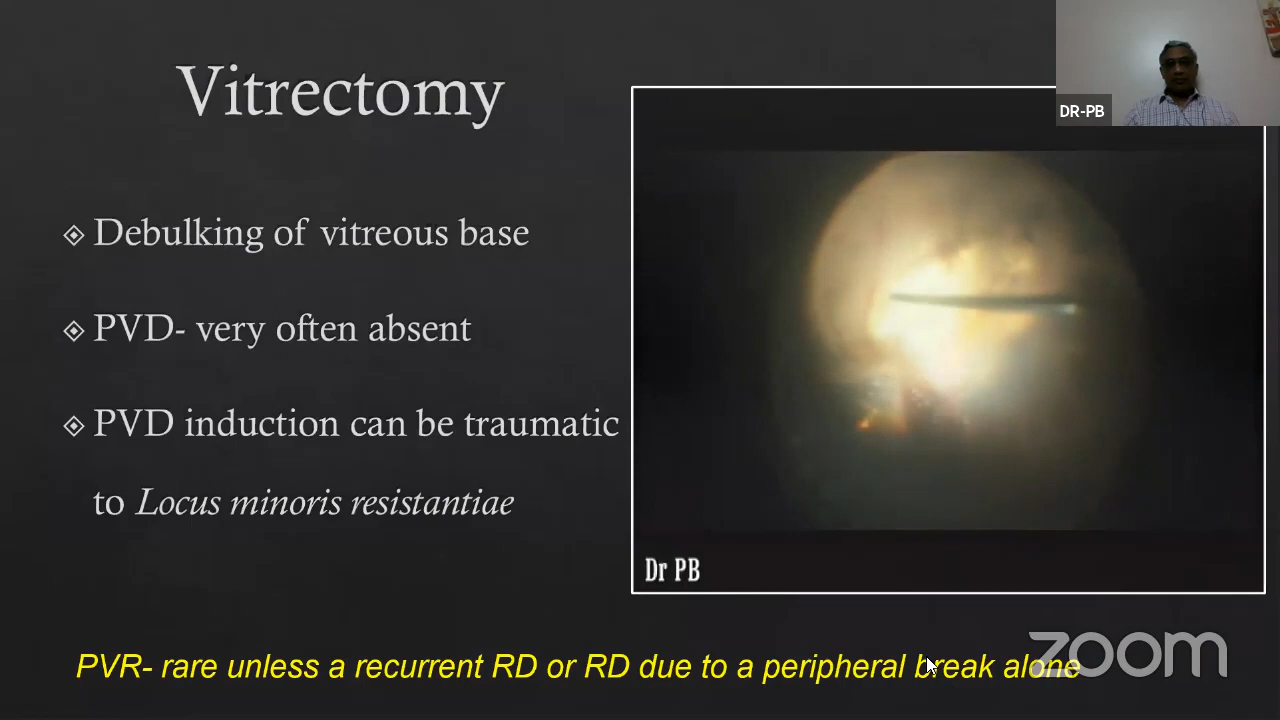 Vitrectomy
DR-PB
Debulking of vitreous base
PVD- very often absent
PVD induction can be traumatic
to Locus minoris resistantiae
Dr PB
PVR- rare unless a recurrent RD or RD due to a peripheral break alone
zoom